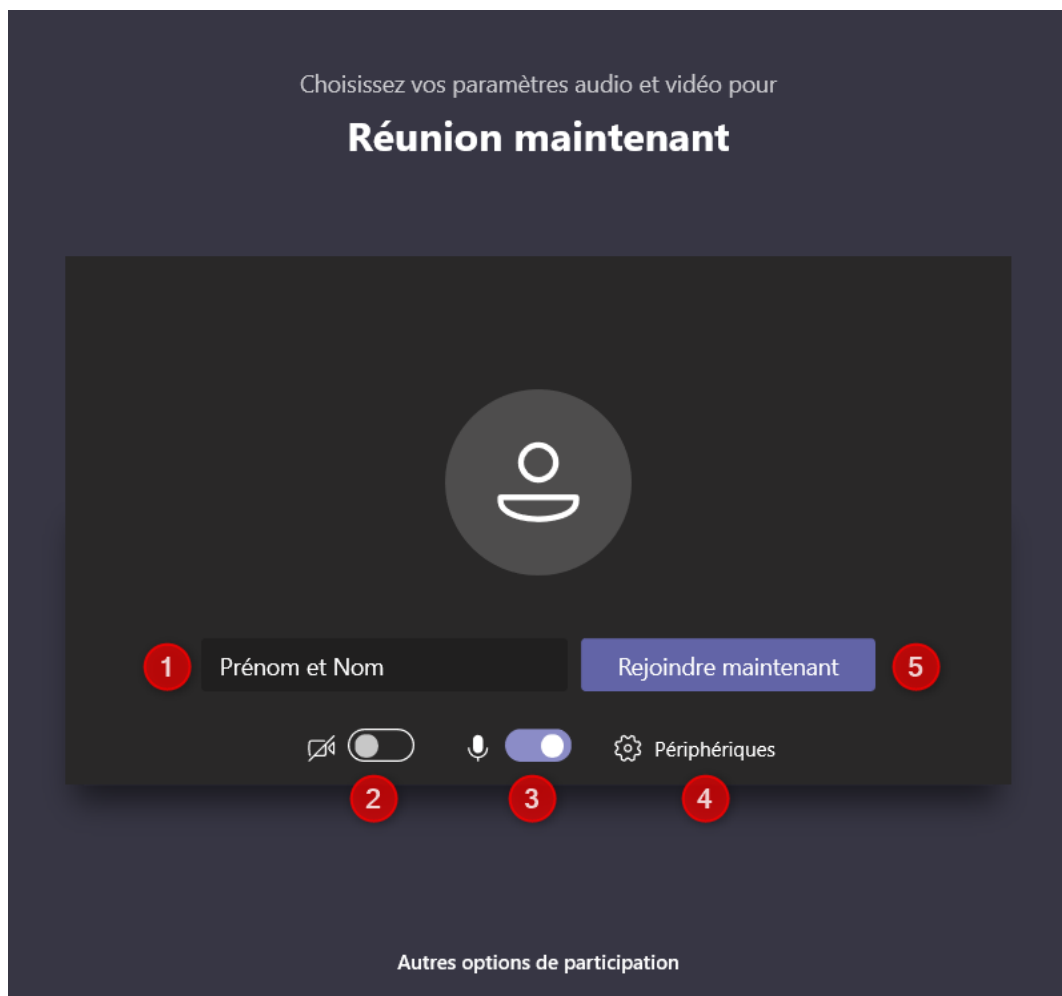 Choisissez vos paramètres audio et vidéo pour
Réunion maintenant
1 Prénom et Nom Rejoindre maintenant 5
Périphériques
2 3 4
Autres options de participation